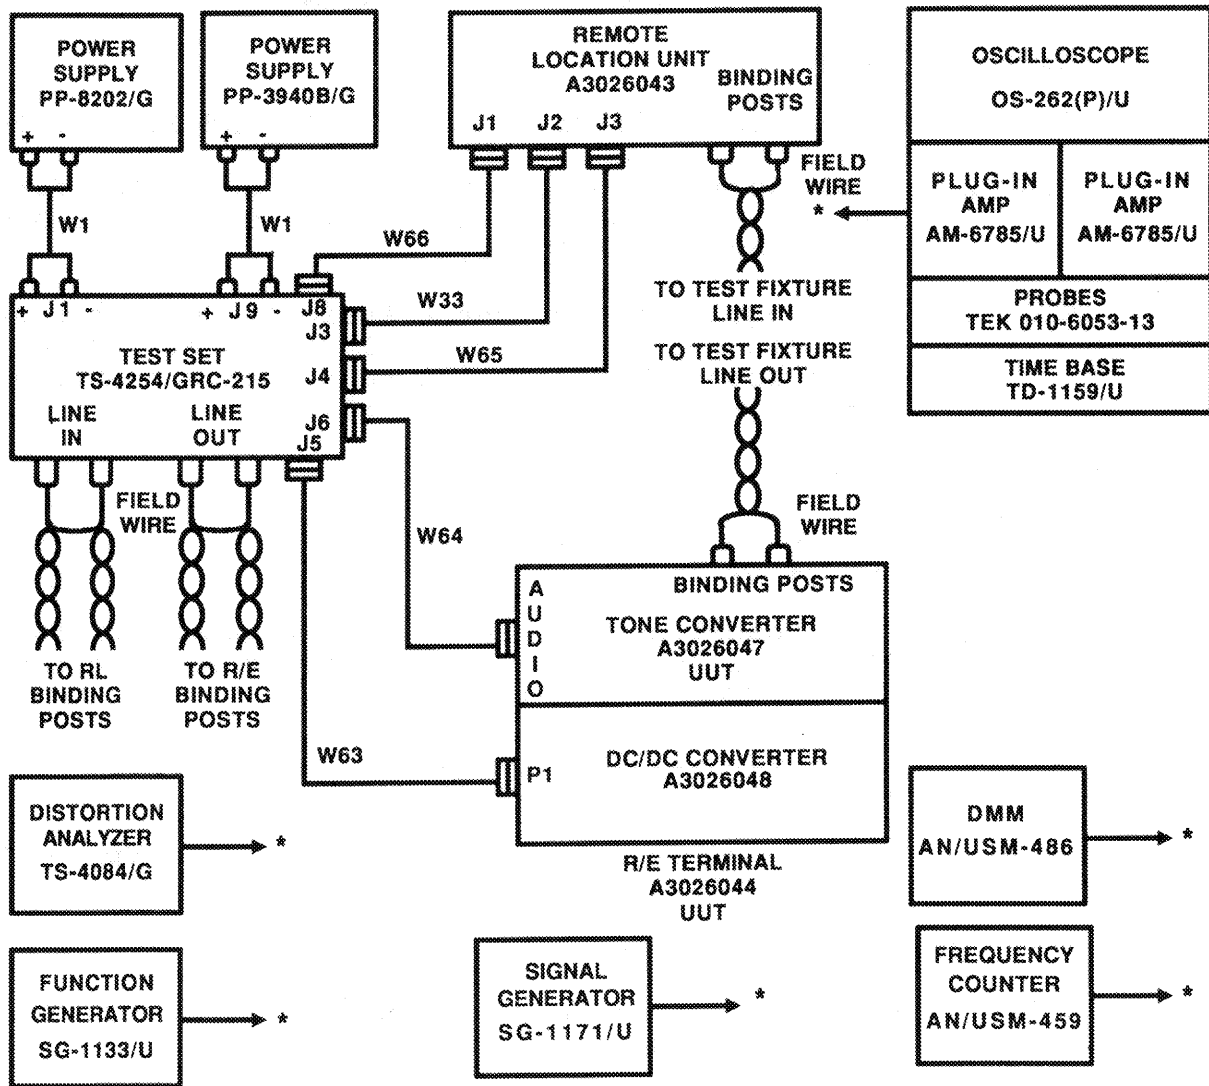 POWER
SUPPLY
PP-8202/G
+ -
POWER
SUPPLY
PP-3940B/G
+ -
REMOTE
LOCATION UNIT
A3026043
BINDING
POSTS
J1 J2 J3
OSCILLOSCOPE
OS-262(P)/U
PLUG-IN
AMP
AM-6785/U
PLUG-IN
AMP
AM-6785/U
PROBES
TEK 010-6053-13
TIME BASE
TD-1159/U
FIELD
WIRE
*
W1
W1
W66
W33
W65
TO TEST FIXTURE
LINE IN
TO TEST FIXTURE
LINE OUT
+ J1 -
+ J9 -
J8
J3
TEST SET
TS-4254/GRC-215
J4
LINE
IN
LINE
OUT
J6
J5
FIELD
WIRE
FIELD
WIRE
W64
TO RL
BINDING
POSTS
TO R/E
BINDING
POSTS
W63
BINDING POSTS
AUDIO
TONE CONVERTER
A3026047
UUT
P1
DC/DC CONVERTER
A3026048
R/E TERMINAL
A3026044
UUT
DISTORTION
ANALYZER
TS-4084/G
*
DMM
AN/USM-486
*
FUNCTION
GENERATOR
SG-1133/U
*
SIGNAL
GENERATOR
SG-1171/U
*
FREQUENCY
COUNTER
AN/USM-459
*